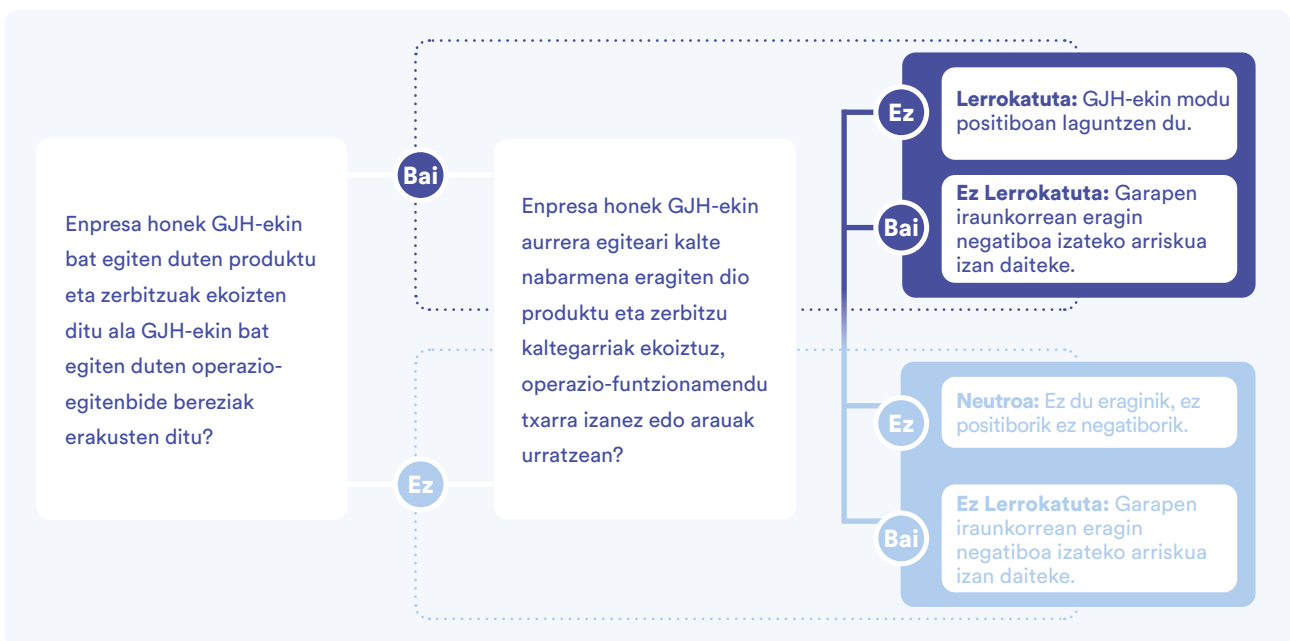 Enpresa honek GJH-ekin
bat egiten duten produktu
eta zerbitzuak ekoizten
ditu ala GJH-ekin bat
egiten duten operazio-
egitenbide bereziak
erakusten ditu?
Bai
Ez
Enpresa honek GJH-ekin
aurrera egiteari kalte
nabarmena eragiten dio
produktu eta zerbitzu
kaltegarriak ekoiztuz,
operazio-funtzionamendu
txarra izanez edo arauak
urratzean?
Ez
Lerrokatuta: GJH-ekin modu
positiboan laguntzen du.
Bai
Ez Lerrokatuta: Garapen
iraunkorrean eragin
negatiboa izateko arriskua
izan daiteke.
Ez
Neutroa: Ez du eraginik, ez
positiborik ez negatiborik.
Bai
Ez Lerrokatuta: Garapen
iraunkorrean eragin
negatiboa izateko arriskua
izan daiteke.